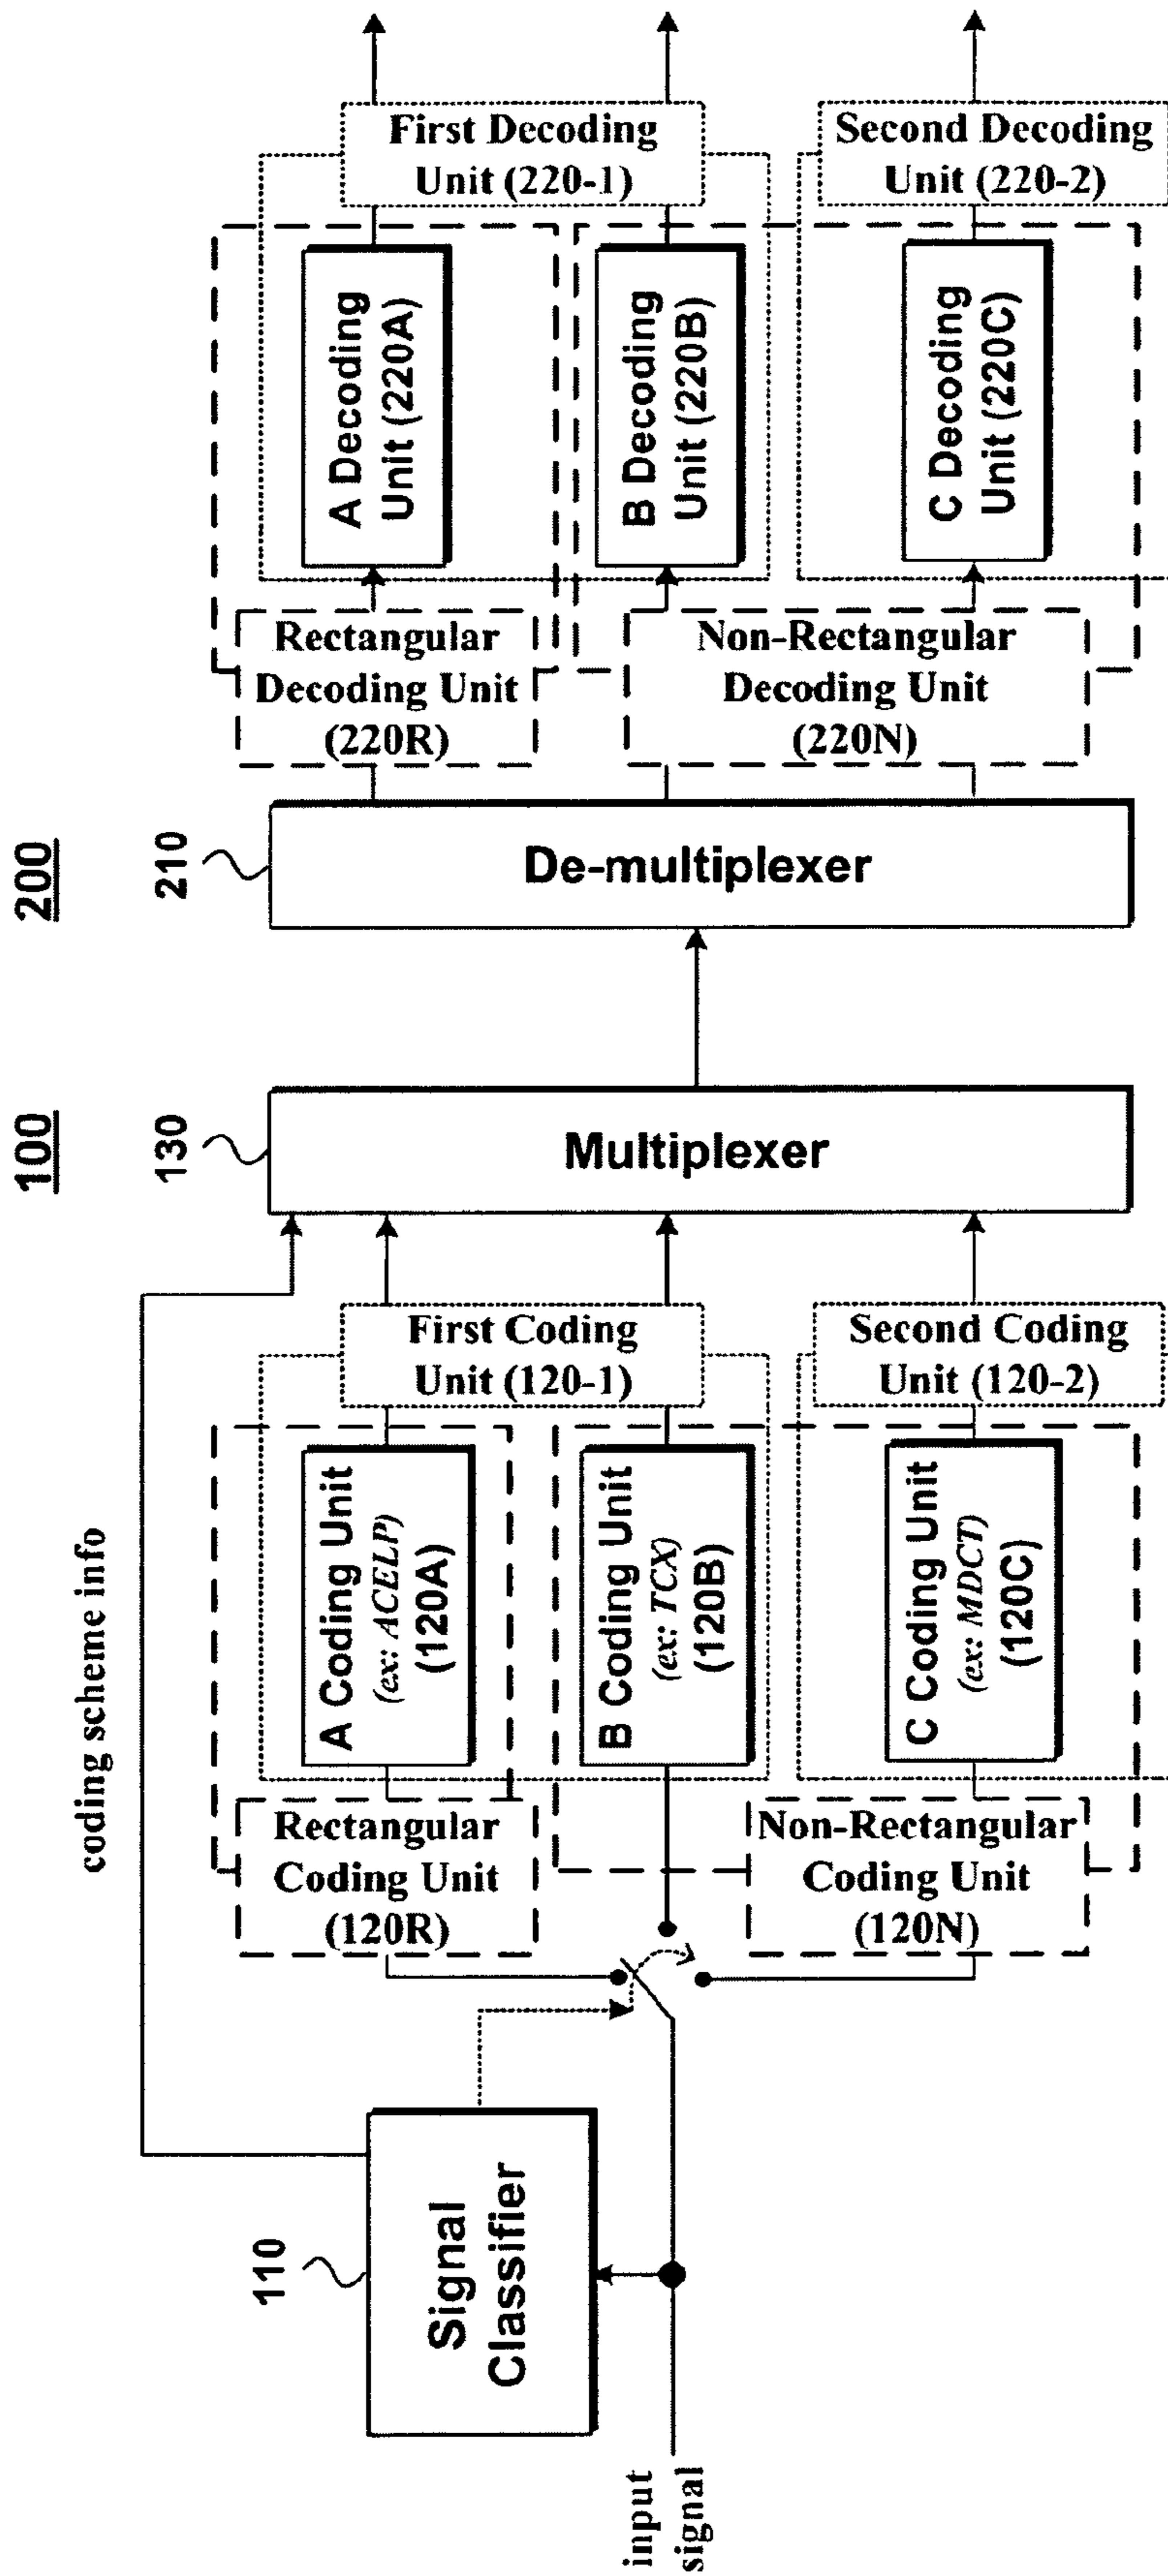 100
200
coding scheme info
110
Signal
Classifier
input
signal
Rectangular
Coding Unit
(120R)
Non-Rectangular
Coding Unit
(120N)
A Coding Unit
(ex: ACELP)
(120A)
B Coding Unit
(ex: TCX)
(120B)
C Coding Unit
(ex: MDCT)
(120C)
First Coding
Unit (120-1)
Second Coding
Unit (120-2)
130
Multiplexer
210
De-multiplexer
Rectangular
Decoding Unit
(220R)
Non-Rectangular
Decoding Unit
(220N)
A Decoding
Unit (220A)
B Decoding
Unit (220B)
C Decoding
Unit (220C)
First Decoding
Unit (220-1)
Second Decoding
Unit (220-2)